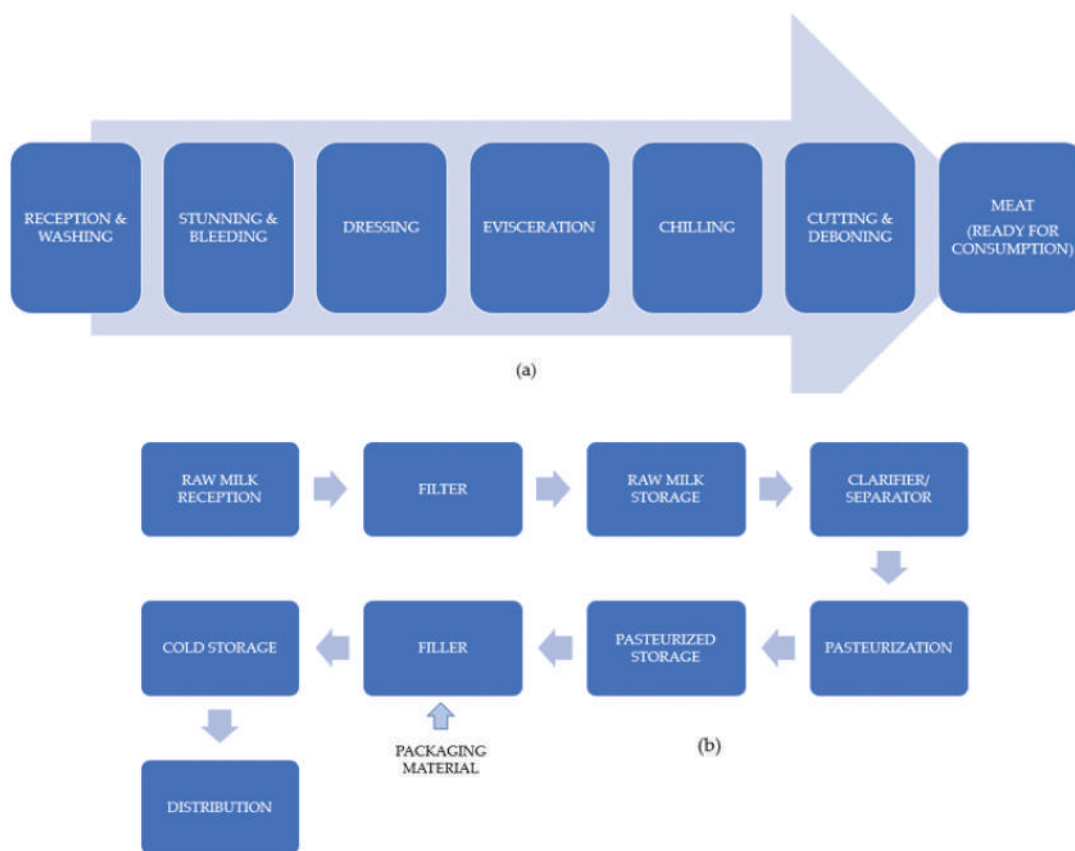 RECEPTION &
WASHING
STUNNING &
BLEEDING
DRESSING
EVISCERATION
CHILLING
CUTTING &
DEBONING
MEAT
(READY FOR
CONSUMPTION)
(a)
RAW MILK
RECEPTION
FILTER
RAW MILK
STORAGE
CLARIFIER/
SEPARATOR
COLD STORAGE
FILLER
PASTEURIZED
STORAGE
PASTEURIZATION
PACKAGING
MATERIAL
(b)
DISTRIBUTION